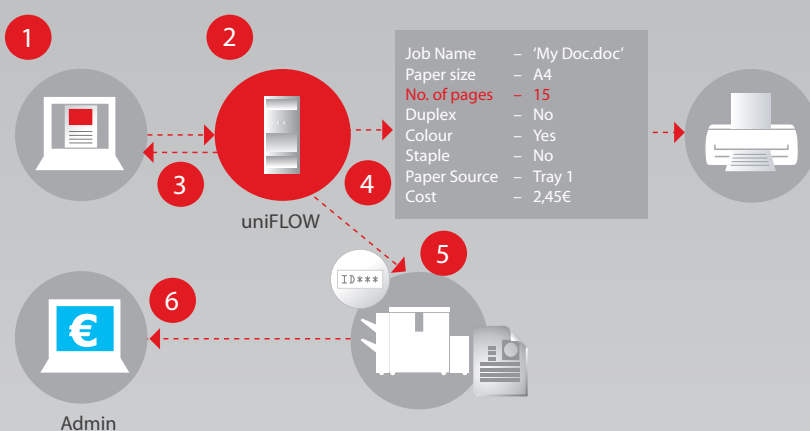 1
2
Job Name – ‘My Doc.doc’
Paper size – A4
No. of pages – 15
Duplex – No
Colour – Yes
Staple – No
Paper Source – Tray 1
Cost – 2,45€
3
4
uniFLOW
5
ID***
6
€
Admin